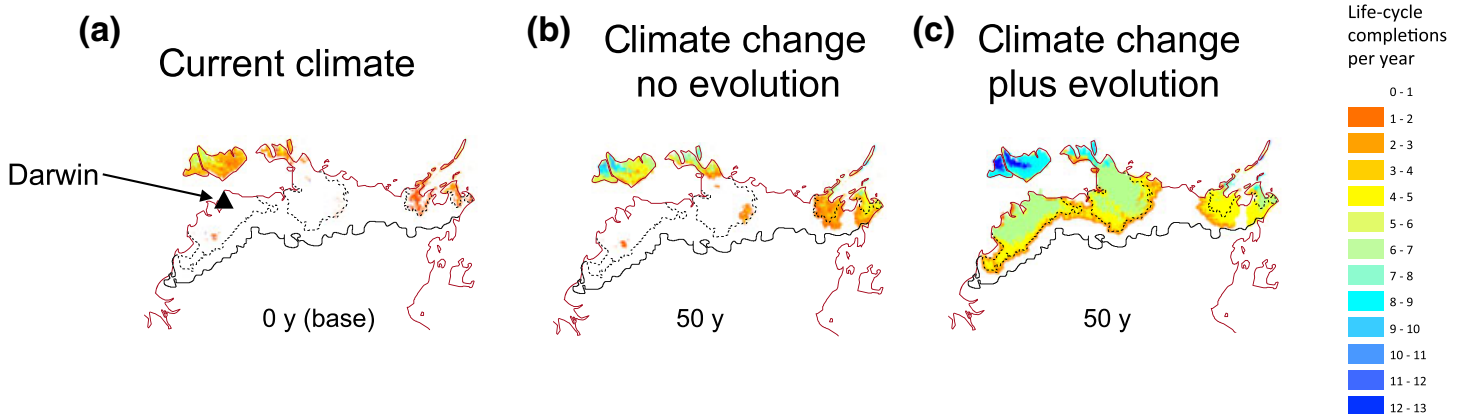 (a)
Current climate
Darwin
0 y (base)
(b)
Climate change
no evolution
50 y
(c)
Climate change
plus evolution
50 y
Life-cycle
completions
per year
0 - 1
1 - 2
2 - 3
3 - 4
4 - 5
5 - 6
6 - 7
7 - 8
8 - 9
9 - 10
10 - 11
11 - 12
12 - 13